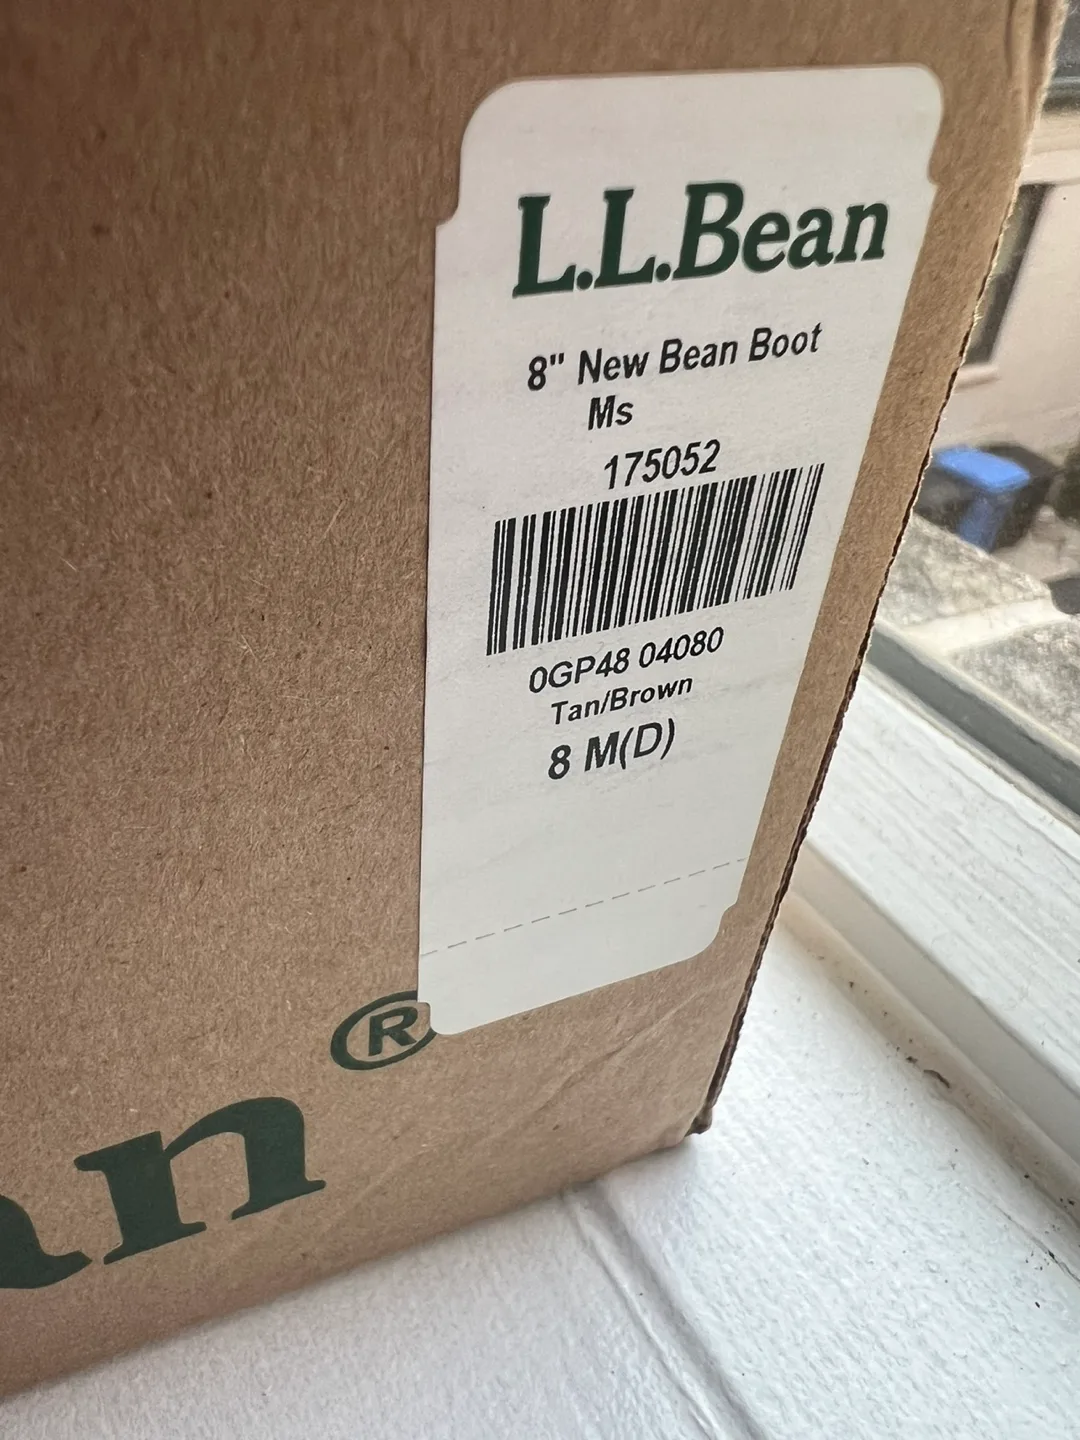 L.L.Bean
8" New Bean Boot
Ms
175052
0GP48 04080
Tan/Brown
8 M(D)
®
an